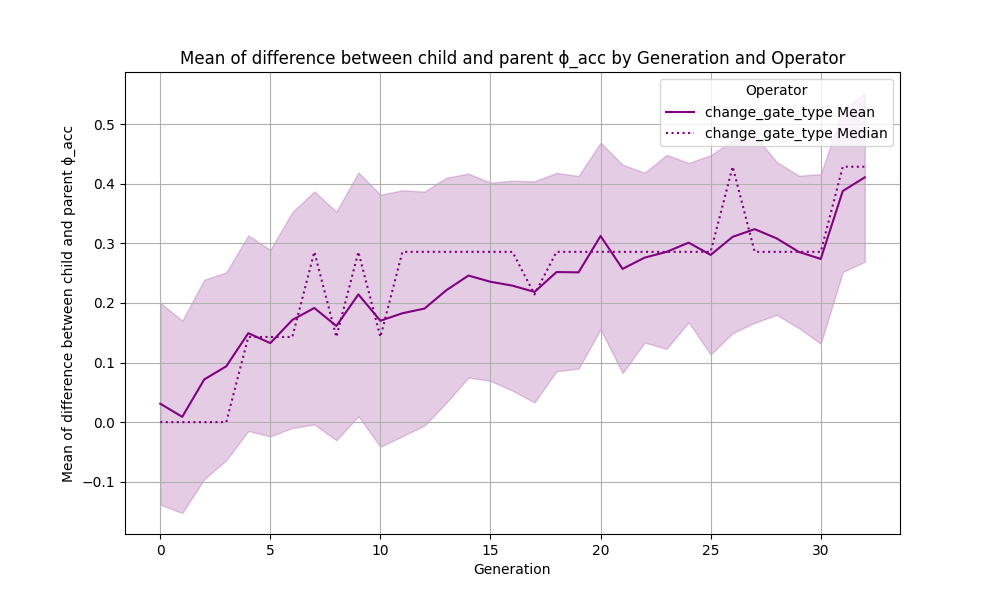 Mean of difference between child and parent ϕ_acc by Generation and Operator
Mean of difference between child and parent ϕ_acc
Operator
change_gate_type Mean
change_gate_type Median
0.5
0.4
0.3
0.2
0.1
0.0
−0.1
0 5 10 15 20 25 30
Generation